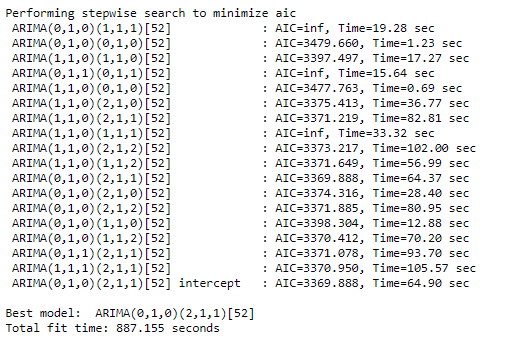 Performing stepwise search to minimize aic
ARIMA(0,1,0)(1,1,1)[52] : AIC=inf, Time=19.28 sec
ARIMA(0,1,0)(0,1,0)[52] : AIC=3479.660, Time=1.23 sec
ARIMA(1,1,0)(1,1,0)[52] : AIC=3397.497, Time=17.27 sec
ARIMA(0,1,1)(0,1,1)[52] : AIC=inf, Time=15.64 sec
ARIMA(1,1,0)(0,1,0)[52] : AIC=3477.763, Time=0.69 sec
ARIMA(1,1,0)(2,1,0)[52] : AIC=3375.413, Time=36.77 sec
ARIMA(1,1,0)(2,1,1)[52] : AIC=3371.219, Time=82.81 sec
ARIMA(1,1,0)(1,1,1)[52] : AIC=inf, Time=33.32 sec
ARIMA(1,1,0)(2,1,2)[52] : AIC=3373.217, Time=102.00 sec
ARIMA(1,1,0)(1,1,2)[52] : AIC=3371.649, Time=56.99 sec
ARIMA(0,1,0)(2,1,1)[52] : AIC=3369.888, Time=64.37 sec
ARIMA(0,1,0)(2,1,0)[52] : AIC=3374.316, Time=28.40 sec
ARIMA(0,1,0)(2,1,2)[52] : AIC=3371.885, Time=80.95 sec
ARIMA(0,1,0)(1,1,0)[52] : AIC=3398.304, Time=12.88 sec
ARIMA(0,1,0)(1,1,2)[52] : AIC=3370.412, Time=70.20 sec
ARIMA(0,1,1)(2,1,1)[52] : AIC=3371.078, Time=93.70 sec
ARIMA(1,1,1)(2,1,1)[52] : AIC=3370.950, Time=105.57 sec
ARIMA(0,1,0)(2,1,1)[52] intercept : AIC=3369.888, Time=64.90 sec
Best model: ARIMA(0,1,0)(2,1,1)[52]
Total fit time: 887.155 seconds